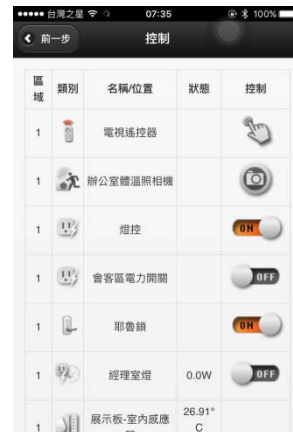 台灣之星 07:35 100%
前一步 控制
區域 類別 名稱/位置 狀態 控制
1 電視遙控器
1 辦公室體溫照相機
1 燈控 ON
1 會客區電力開關 OFF
1 耶魯鎖 ON
1 經理室燈 0.0W OFF
1 展示板-室內感應 26.91°
C